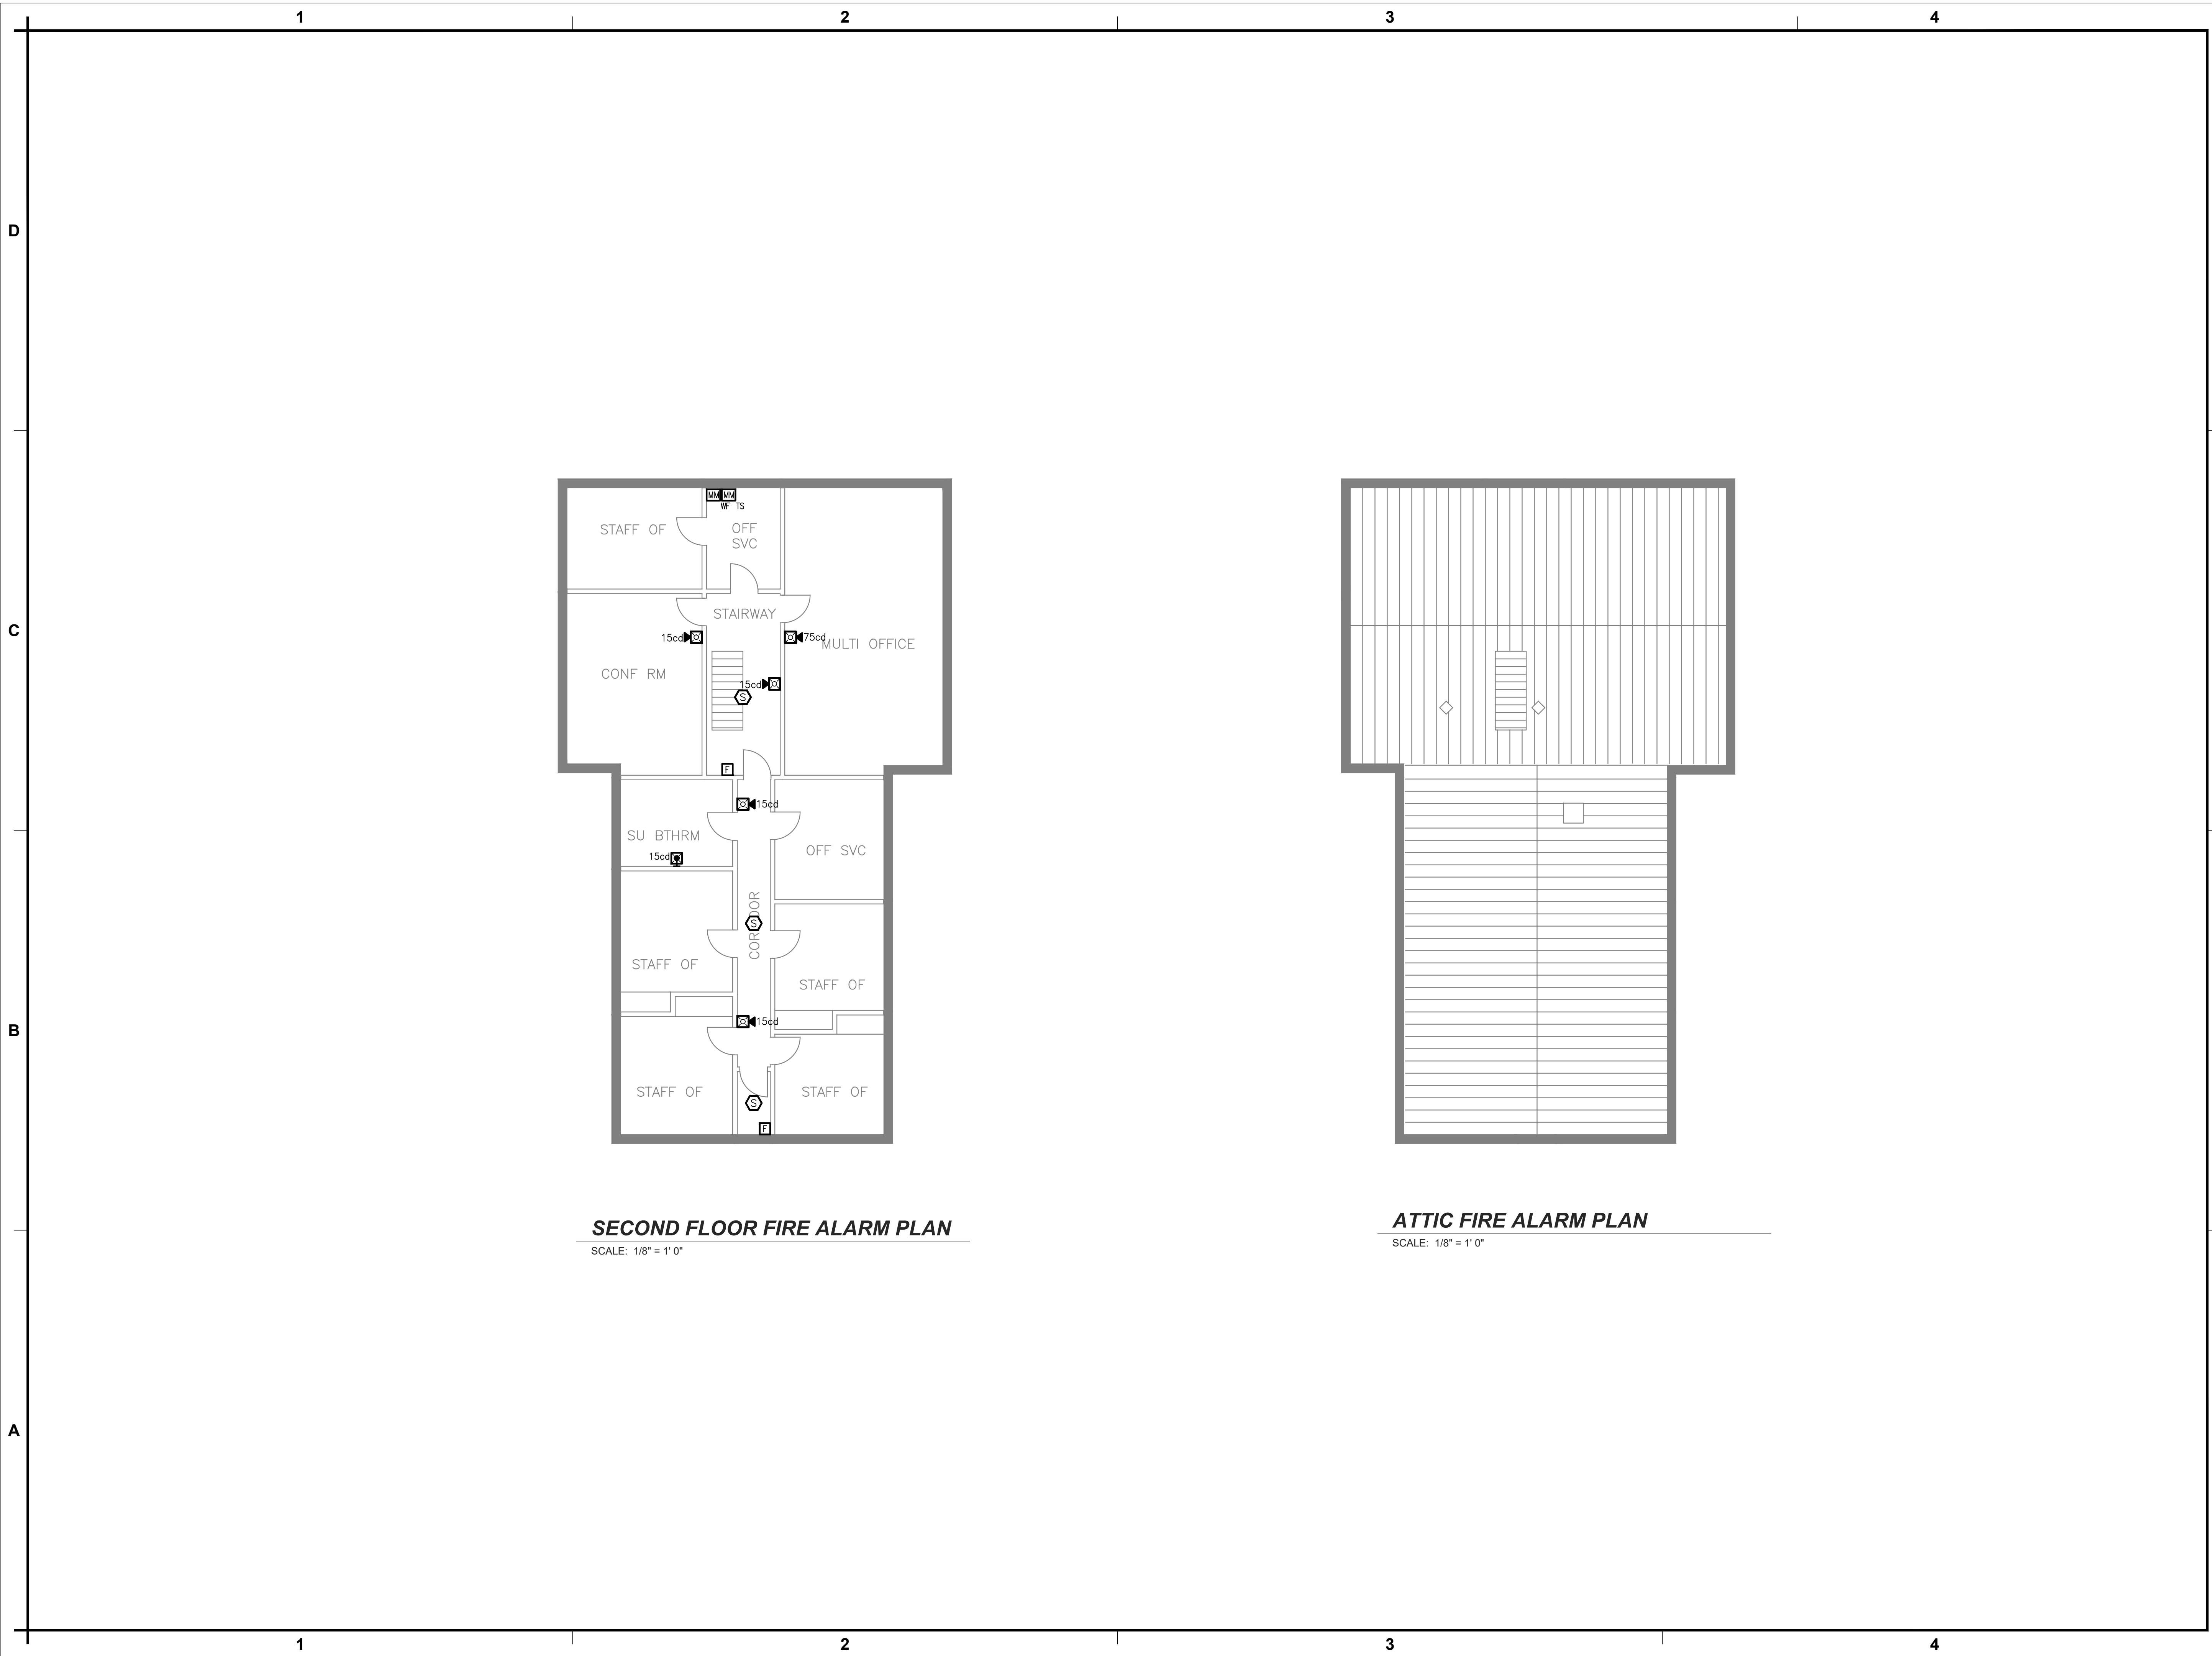 1 2 3 4
D
C
B
A
MM MM
WF TS
STAFF OF
OFF
SVC
STAIRWAY
15cd
75cd
MULTI OFFICE
CONF RM
15cd
S
F
15cd
SU BTHRM
15cd
OFF SVC
CORRIDOR
S
STAFF OF
STAFF OF
15cd
STAFF OF
STAFF OF
S
F
SECOND FLOOR FIRE ALARM PLAN
SCALE: 1/8" = 1' 0"
ATTIC FIRE ALARM PLAN
SCALE: 1/8" = 1' 0"
1 2 3 4